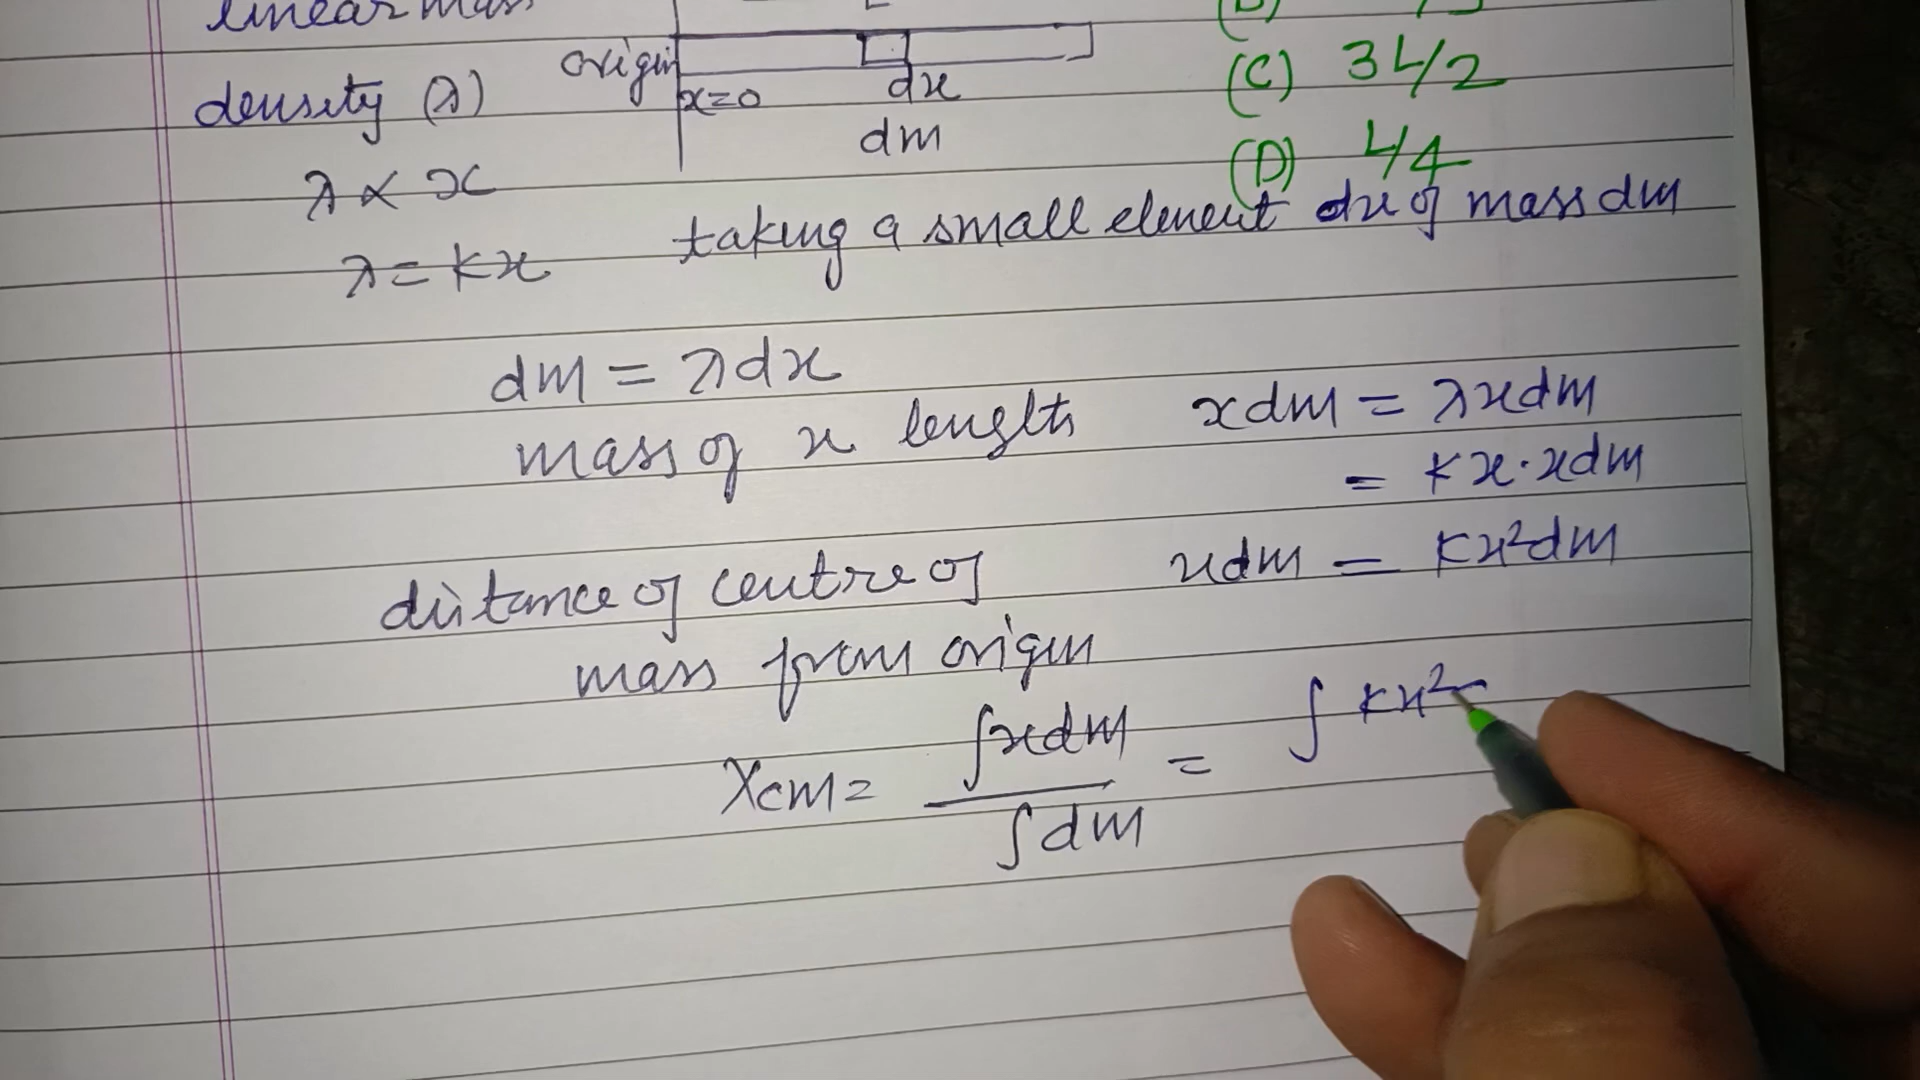 linear mass
density (λ)
origin
x=0
dx
dm
(C) 3L/2
(D) L/4
λ ∝ x
λ = kx
taking a small element dx of mass dm
dm = λdx
mass of x length
xdm = λxdm
= kx·xdm
xdm = kx²dm
distance of centre of
mass from origin
Xcm = ∫xdm / ∫dm = ∫ kx²